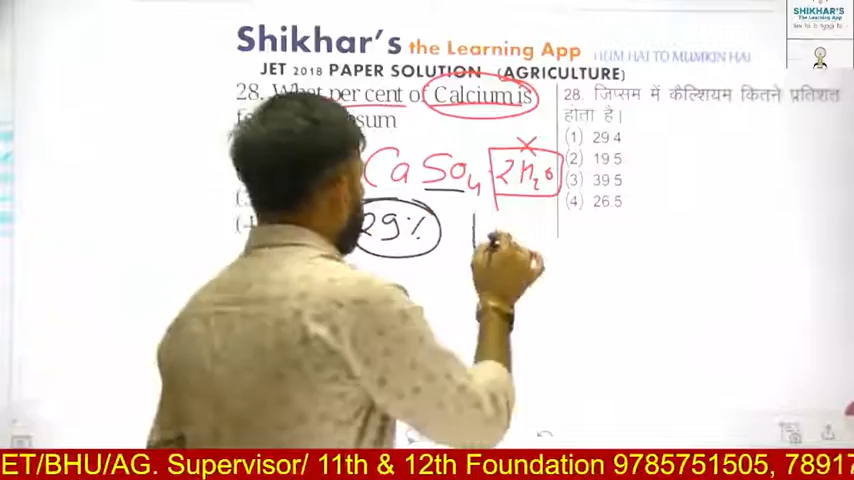 SHIKHAR'S
The Learning App
Shikhar's the Learning App
HUM HAI TO MUMKIN HAI
JET 2018 PAPER SOLUTION (AGRICULTURE)
28. What per cent of Calcium is
28. जिप्सम में कैल्शियम कितने प्रतिशत
होता है।
(1) 29.4
(2) 19.5
(3) 39.5
(4) 26.5
CaSO4 2H2O
29%
ET/BHU/AG. Supervisor/ 11th & 12th Foundation 9785751505, 78917